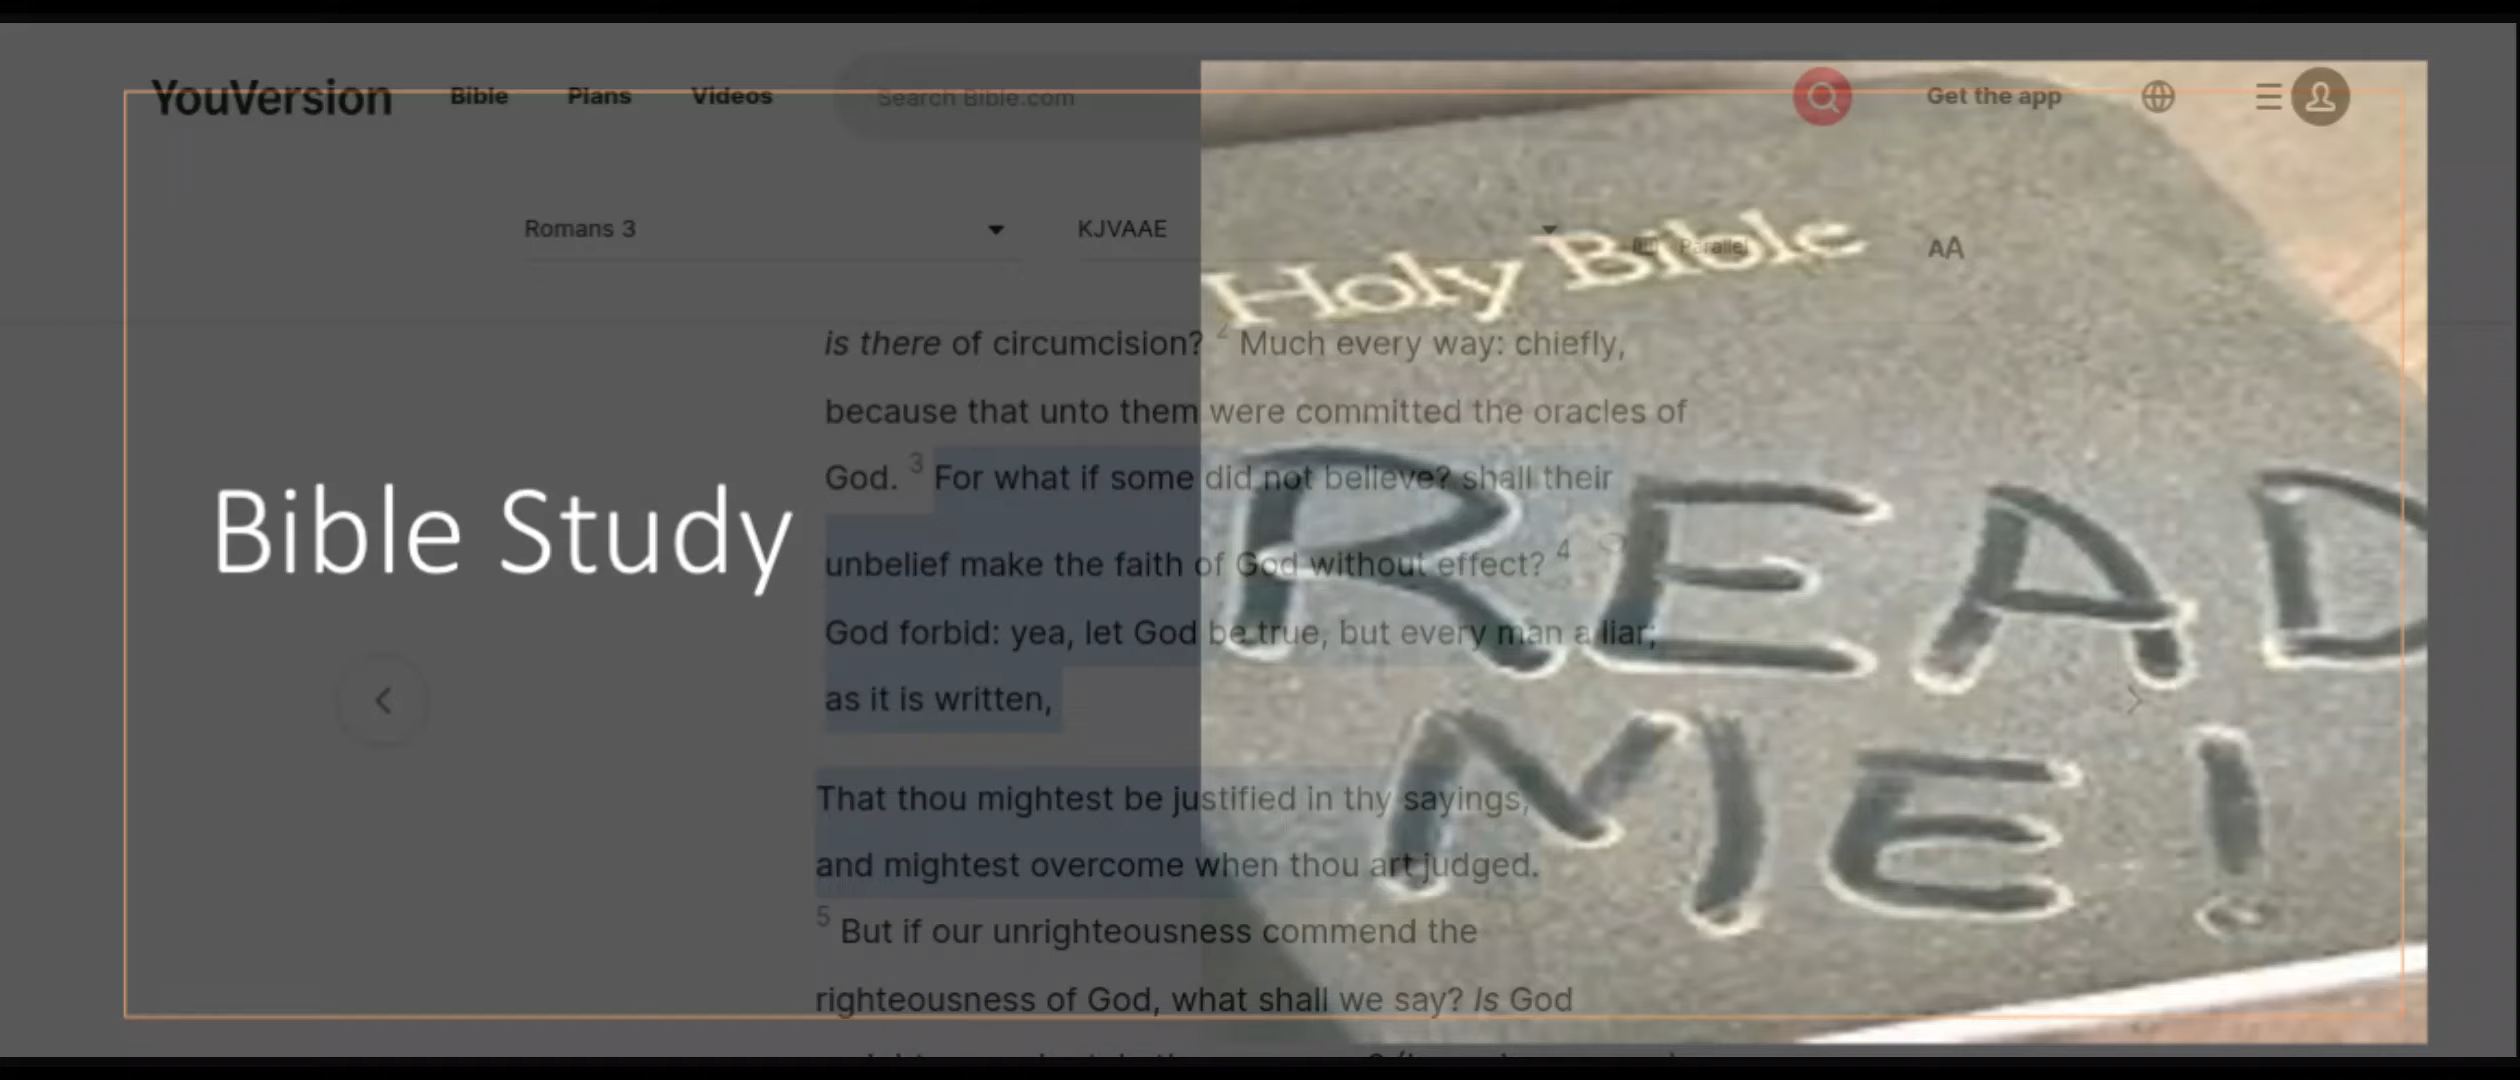 YouVersion Bible Plans Videos Search Bible.com Get the app
Romans 3 KJVAAE Parallel AA
Holy Bible
is there of circumcision? 2 Much every way: chiefly,
because that unto them were committed the oracles of
God. 3 For what if some did not believe? shall their
unbelief make the faith of God without effect? 4
God forbid: yea, let God be true, but every man a liar;
as it is written,
That thou mightest be justified in thy sayings,
and mightest overcome when thou art judged.
5 But if our unrighteousness commend the
righteousness of God, what shall we say? Is God
Bible Study
READ
ME!